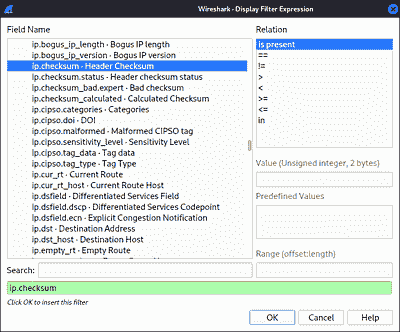 Wireshark · Display Filter Expression
Field Name
ip.bogus_ip_length · Bogus IP length
ip.bogus_ip_version · Bogus IP version
ip.checksum · Header Checksum
ip.checksum.status · Header checksum status
ip.checksum_bad.expert · Bad checksum
ip.checksum_calculated · Calculated Checksum
ip.cipso.categories · Categories
ip.cipso.doi · DOI
ip.cipso.malformed · Malformed CIPSO tag
ip.cipso.sensitivity_level · Sensitivity Level
ip.cipso.tag_data · Tag data
ip.cipso.tag_type · Tag Type
ip.cur_rt · Current Route
ip.cur_rt_host · Current Route Host
ip.dsfield · Differentiated Services Field
ip.dsfield.dscp · Differentiated Services Codepoint
ip.dsfield.ecn · Explicit Congestion Notification
ip.dst · Destination Address
ip.dst_host · Destination Host
ip.empty_rt · Empty Route
Relation
is present
==
!=
>
<
>=
<=
in
Value (Unsigned integer, 2 bytes)
Predefined Values
Range (offset:length)
Search:
ip.checksum
Click OK to insert this filter
OK
Cancel
Help